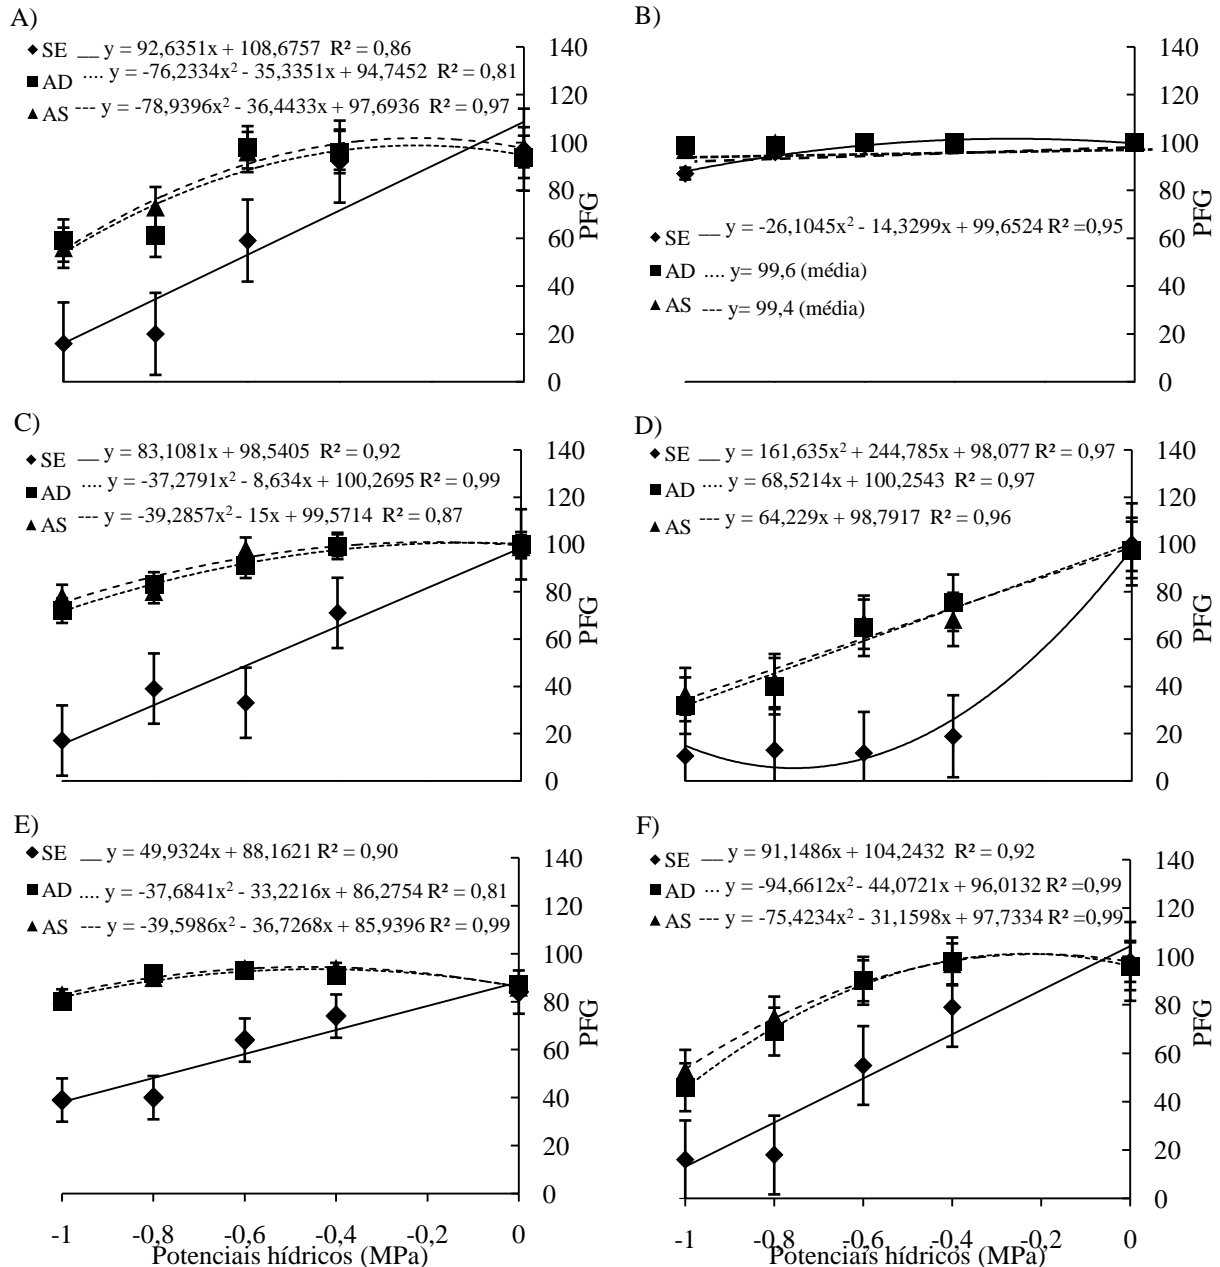 A)
◆ SE __ y = 92,6351x + 108,6757 R² = 0,86
■ AD .... y = -76,2334x² - 35,3351x + 94,7452 R² = 0,81
▲ AS --- y = -78,9396x² - 36,4433x + 97,6936 R² = 0,97
140
120
100
80
60
40
20
0
PFG
B)
◆ SE __ y = -26,1045x² - 14,3299x + 99,6524 R² =0,95
■ AD .... y= 99,6 (média)
▲ AS --- y= 99,4 (média)
140
120
100
80
60
40
20
0
PFG
C)
◆ SE __ y = 83,1081x + 98,5405 R² = 0,92
■ AD .... y = -37,2791x² - 8,634x + 100,2695 R² = 0,99
▲ AS --- y = -39,2857x² - 15x + 99,5714 R² = 0,87
140
120
100
80
60
40
20
0
PFG
D)
◆ SE __ y = 161,635x² + 244,785x + 98,077 R² = 0,97
■ AD .... y = 68,5214x + 100,2543 R² = 0,97
▲ AS --- y = 64,229x + 98,7917 R² = 0,96
140
120
100
80
60
40
20
0
PFG
E)
◆ SE __ y = 49,9324x + 88,1621 R² = 0,90
■ AD .... y = -37,6841x² - 33,2216x + 86,2754 R² = 0,81
▲ AS --- y = -39,5986x² - 36,7268x + 85,9396 R² = 0,99
140
120
100
80
60
40
20
0
PFG
-1 -0,8 -0,6 -0,4 -0,2 0
Potenciais hídricos (MPa)
F)
◆ SE __ y = 91,1486x + 104,2432 R² = 0,92
■ AD ... y = -94,6612x² - 44,0721x + 96,0132 R² =0,99
▲ AS --- y = -75,4234x² - 31,1598x + 97,7334 R² =0,99
140
120
100
80
60
40
20
0
PFG
-1 -0,8 -0,6 -0,4 -0,2 0
Potenciais hídricos (MPa)